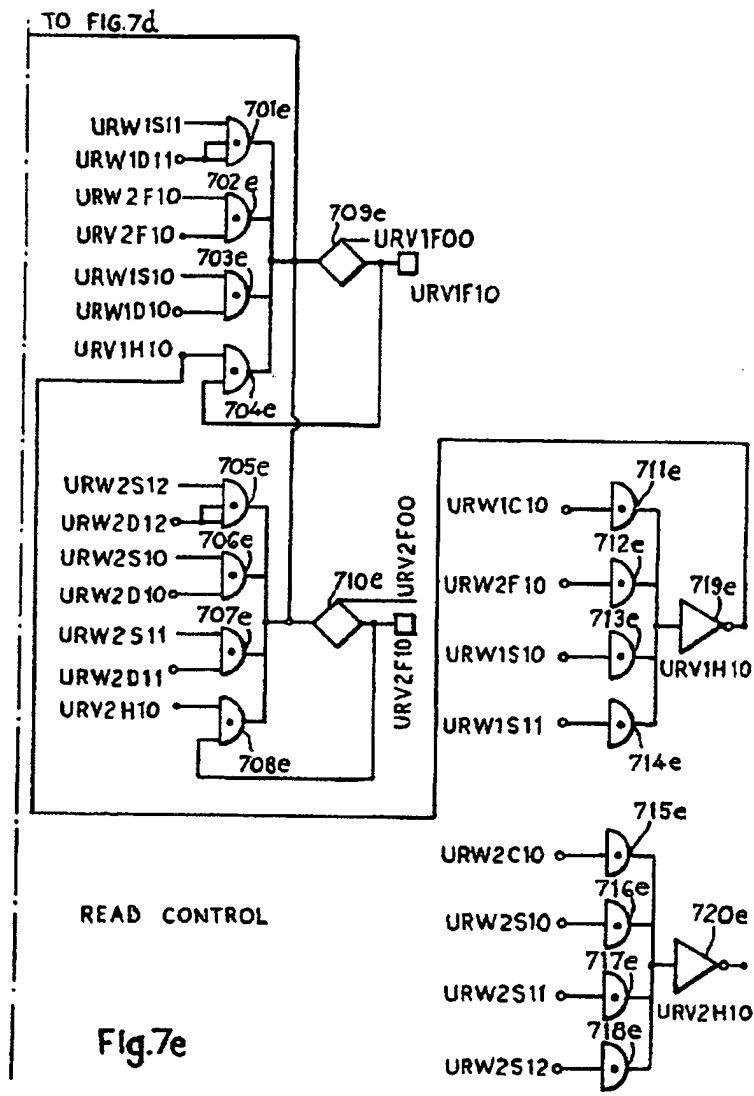 TO FIG.7d
701e
URW1S11
URW1D11
702e
URW2F10
URV2F10
709e
URV1F00
703e
URW1S10
URW1D10
URV1F10
URV1H10
704e
705e
URW2S12
URW2D12
706e
URW2S10
URW2D10
710e
URV2F00
707e
URW2S11
URW2D11
URV2F10
URV2H10
708e
711e
URW1C10
712e
URW2F10
719e
713e
URW1S10
URV1H10
URW1S11
714e
715e
URW2C10
716e
URW2S10
720e
717e
URW2S11
URV2H10
718e
URW2S12
READ CONTROL
Fig.7e